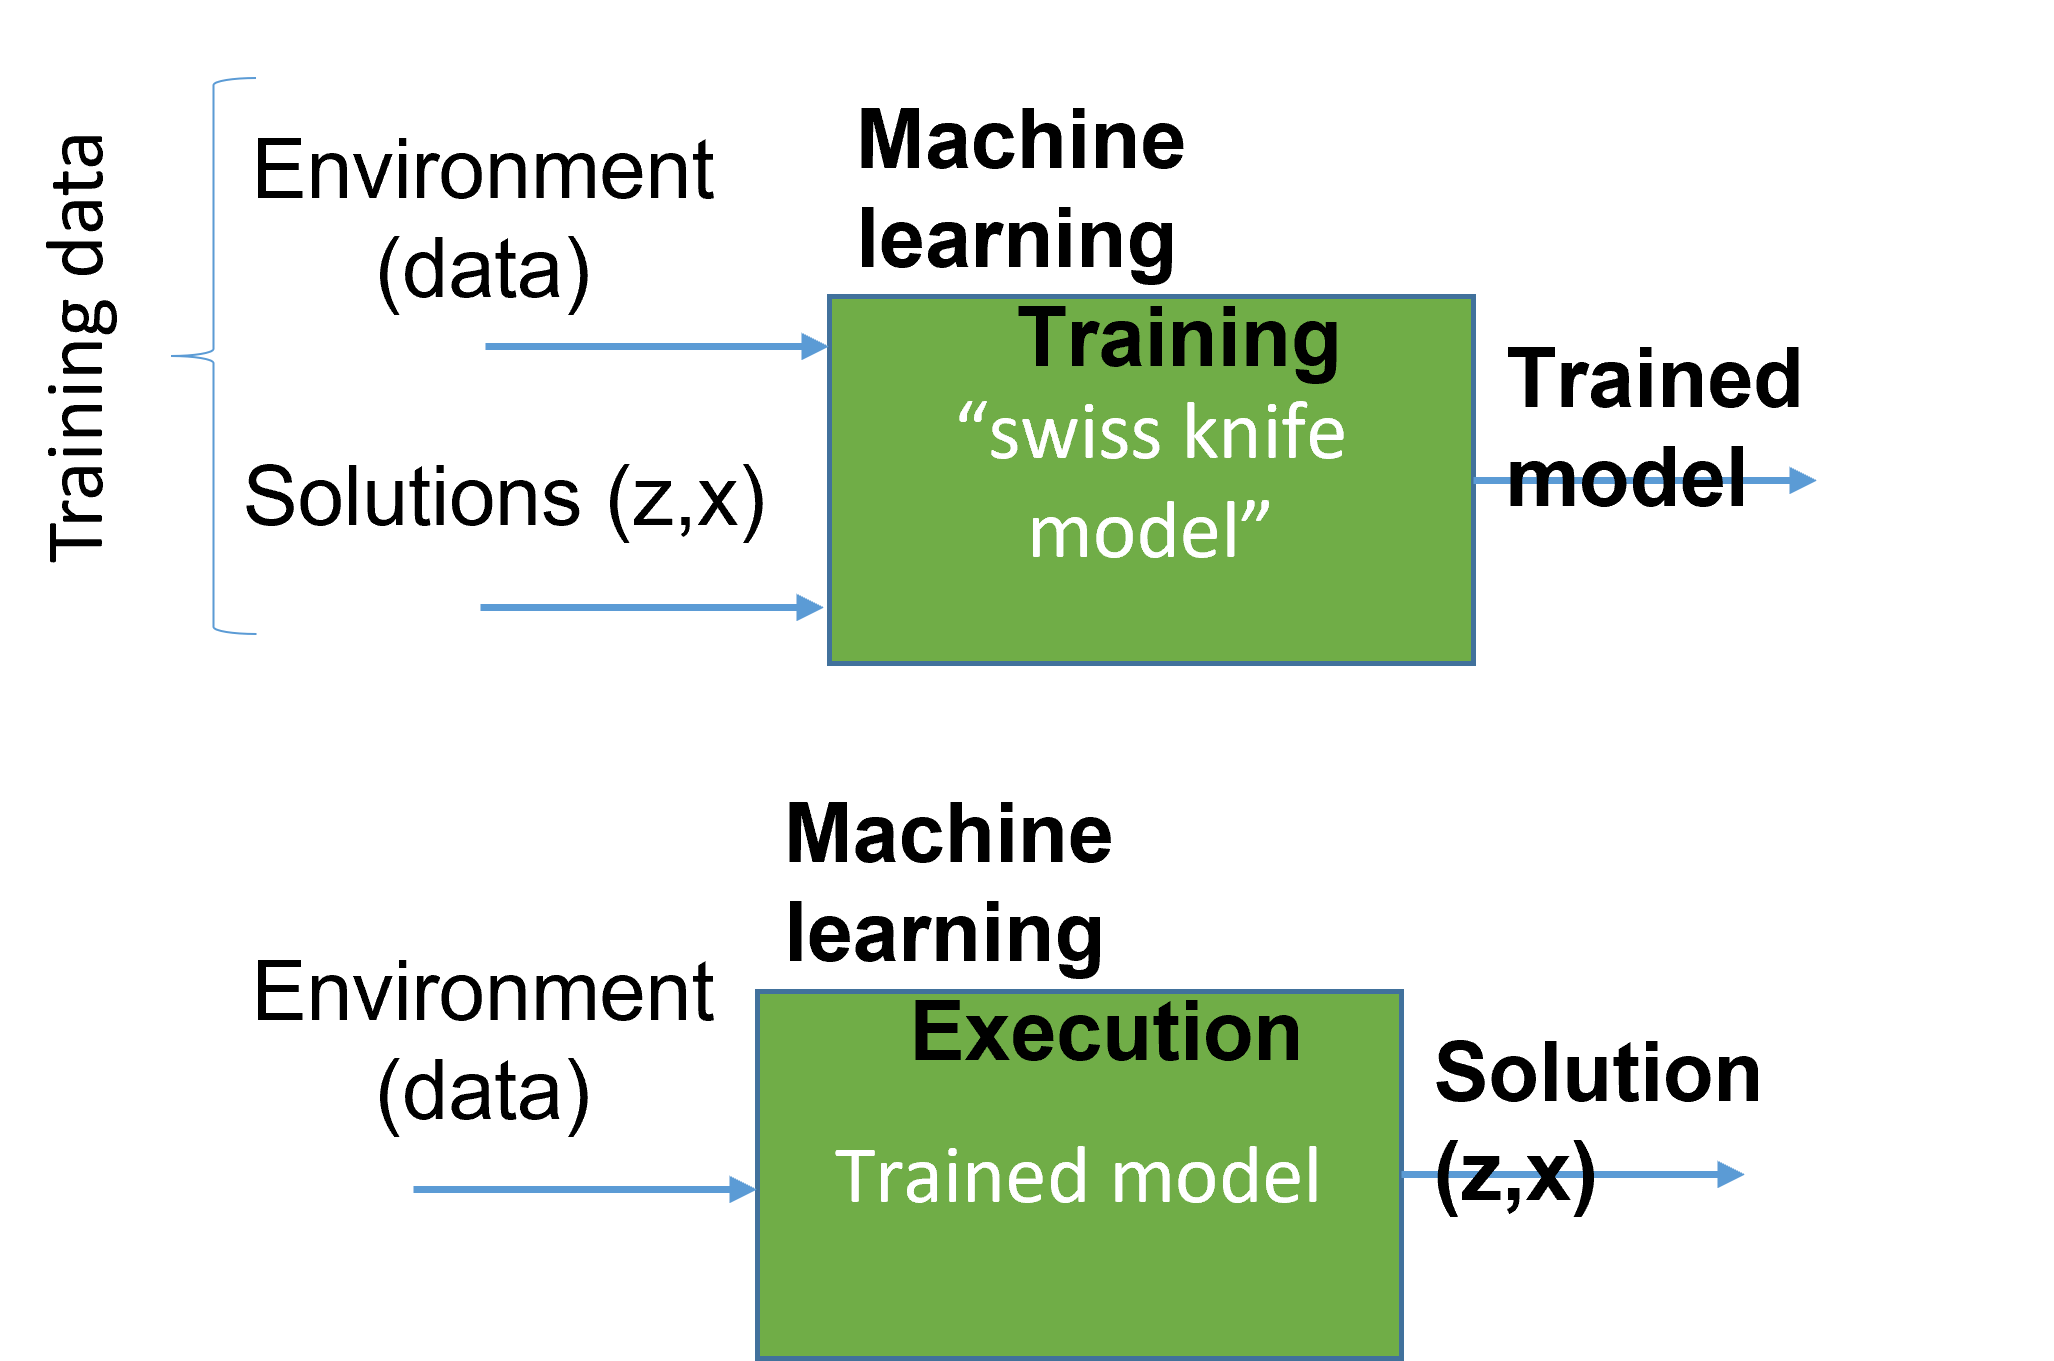 Training data
Environment
(data)
Solutions (z,x)
Machine
learning
Training
“swiss knife
model”
Trained
model
Machine
learning
Execution
Environment
(data)
Trained model
Solution
(z,x)